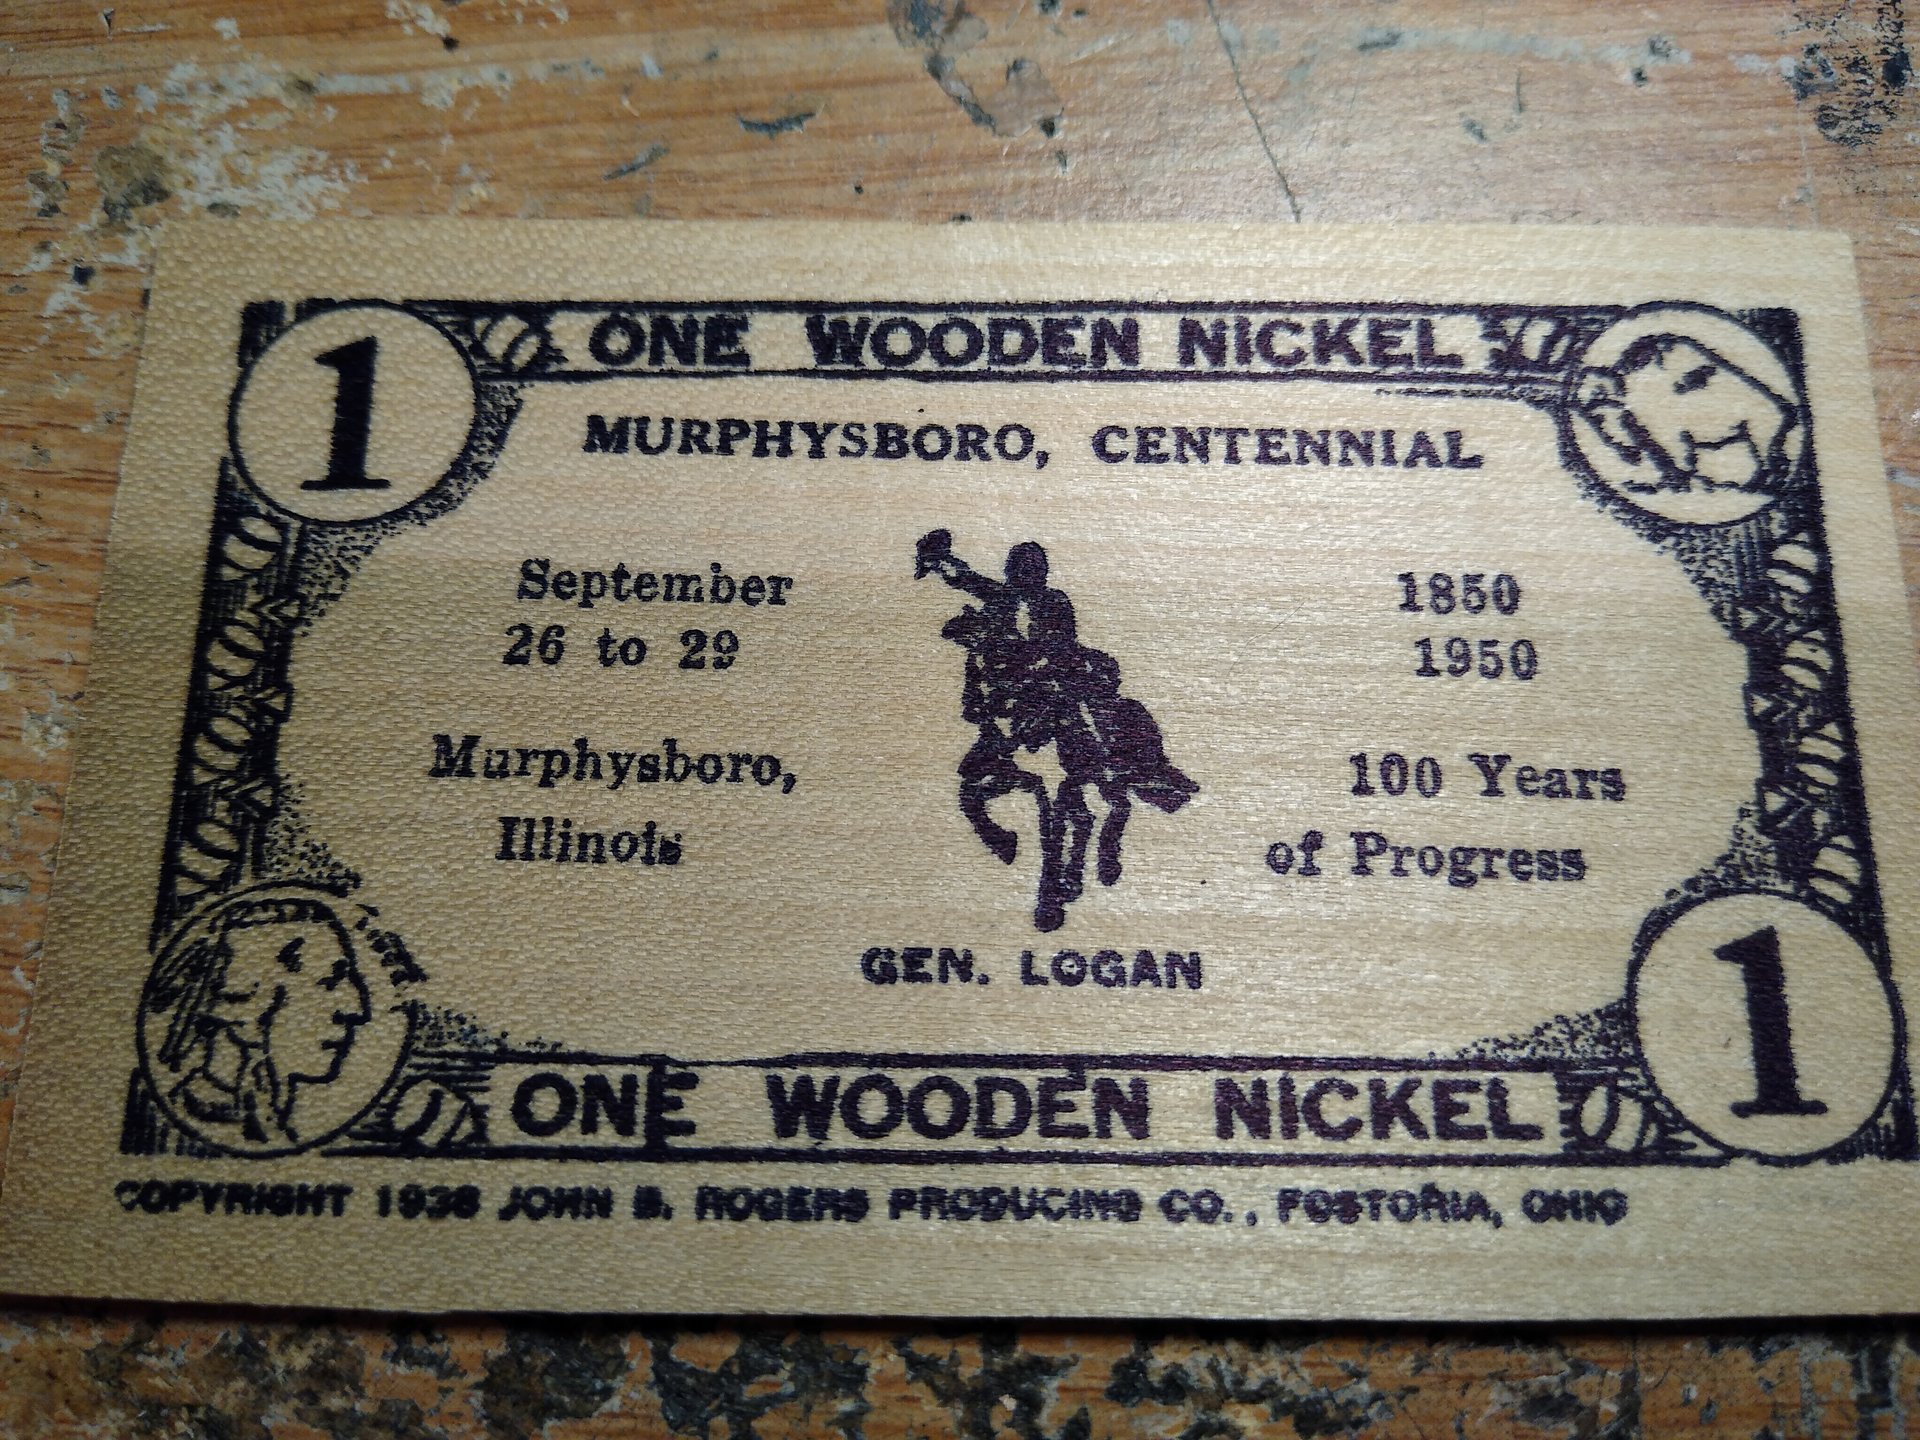 1 ONE WOODEN NICKEL
MURPHYSBORO, CENTENNIAL
September
26 to 29
Murphysboro,
Illinois
1850
1950
100 Years
of Progress
GEN. LOGAN
ONE WOODEN NICKEL 1
COPYRIGHT 1938 JOHN B. ROGERS PRODUCING CO., FOSTORIA, OHIO